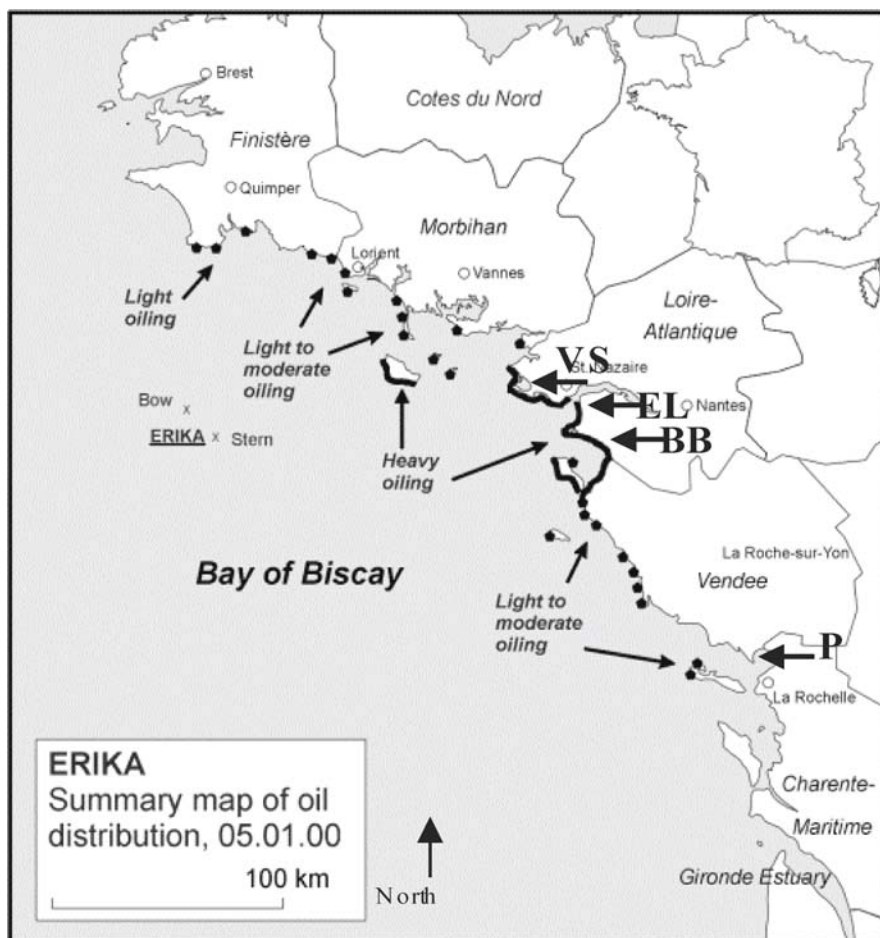 Brest
Cotes du Nord
Finistère
Quimper
Morbihan
Lorient
Vannes
Light
oiling
Loire-
Atlantique
Light to
moderate
oiling
VS
St. Nazaire
Bow
EL
Nantes
ERIKA
Stern
BB
Heavy
oiling
La Roche-sur-Yon
Bay of Biscay
Vendee
Light to
moderate
oiling
P
La Rochelle
ERIKA
Summary map of oil
distribution, 05.01.00
100 km
North
Charente-
Maritime
Gironde Estuary